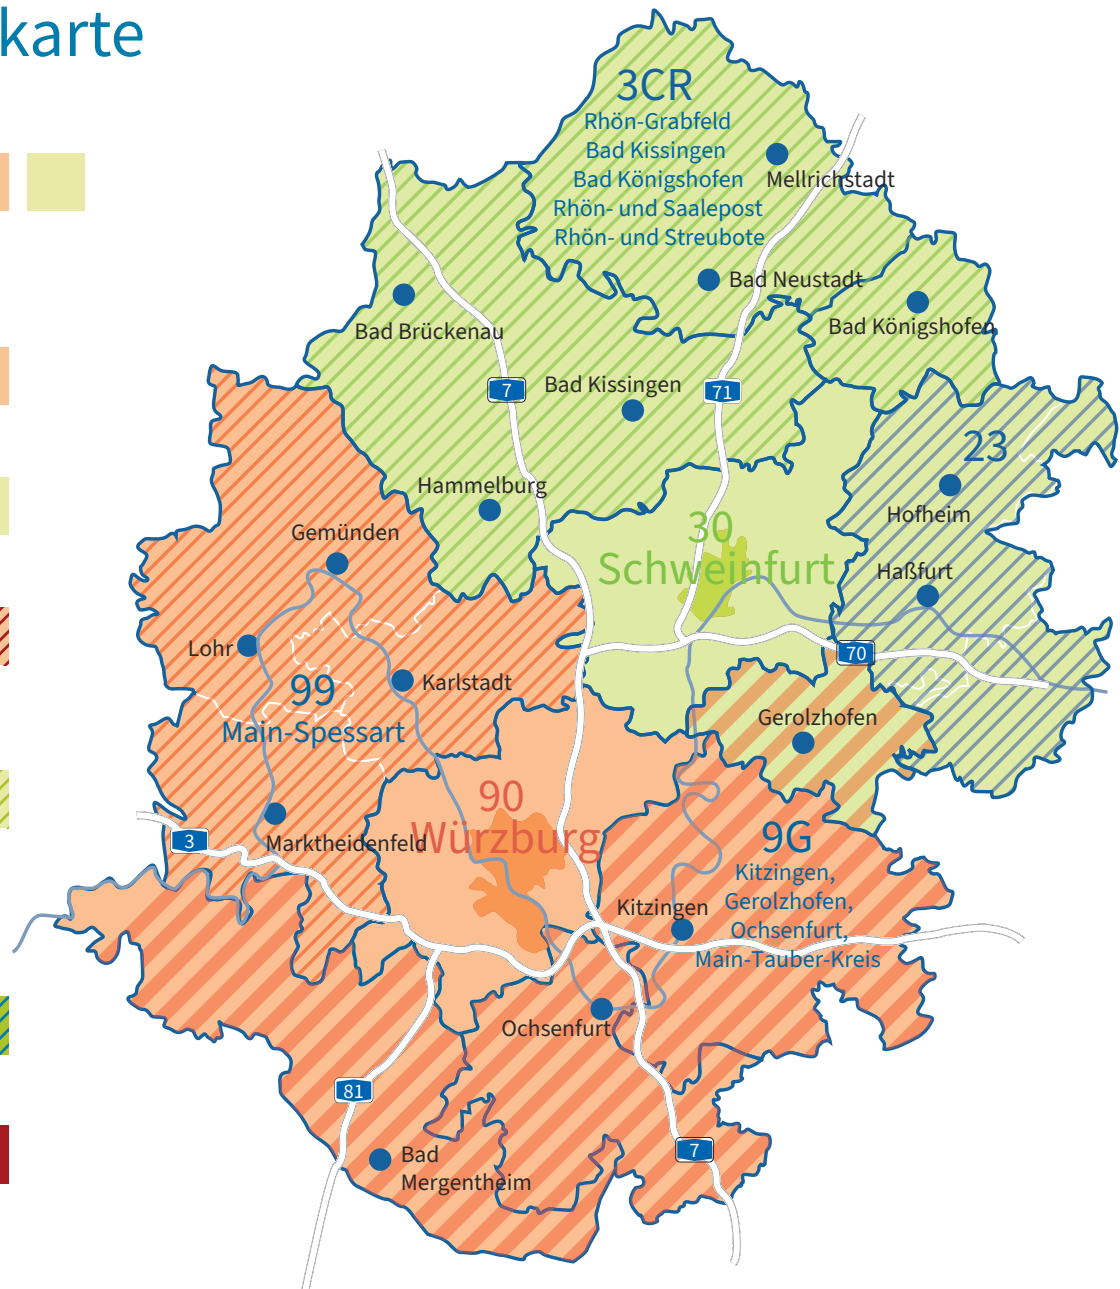 karte
3CR
Rhön-Grabfeld
Bad Kissingen
Bad Königshofen
Rhön- und Saalepost
Rhön- und Streubote
Mellrichstadt
Bad Neustadt
Bad Brückenau
Bad Königshofen
7
Bad Kissingen
71
23
Hammelburg
Hofheim
Gemünden
30
Schweinfurt
Haßfurt
Lohr
70
99
Main-Spessart
Karlstadt
Gerolzhofen
90
Würzburg
3
Marktheidenfeld
9G
Kitzingen,
Gerolzhofen,
Ochsenfurt,
Main-Tauber-Kreis
Kitzingen
Ochsenfurt
81
7
Bad
Mergentheim